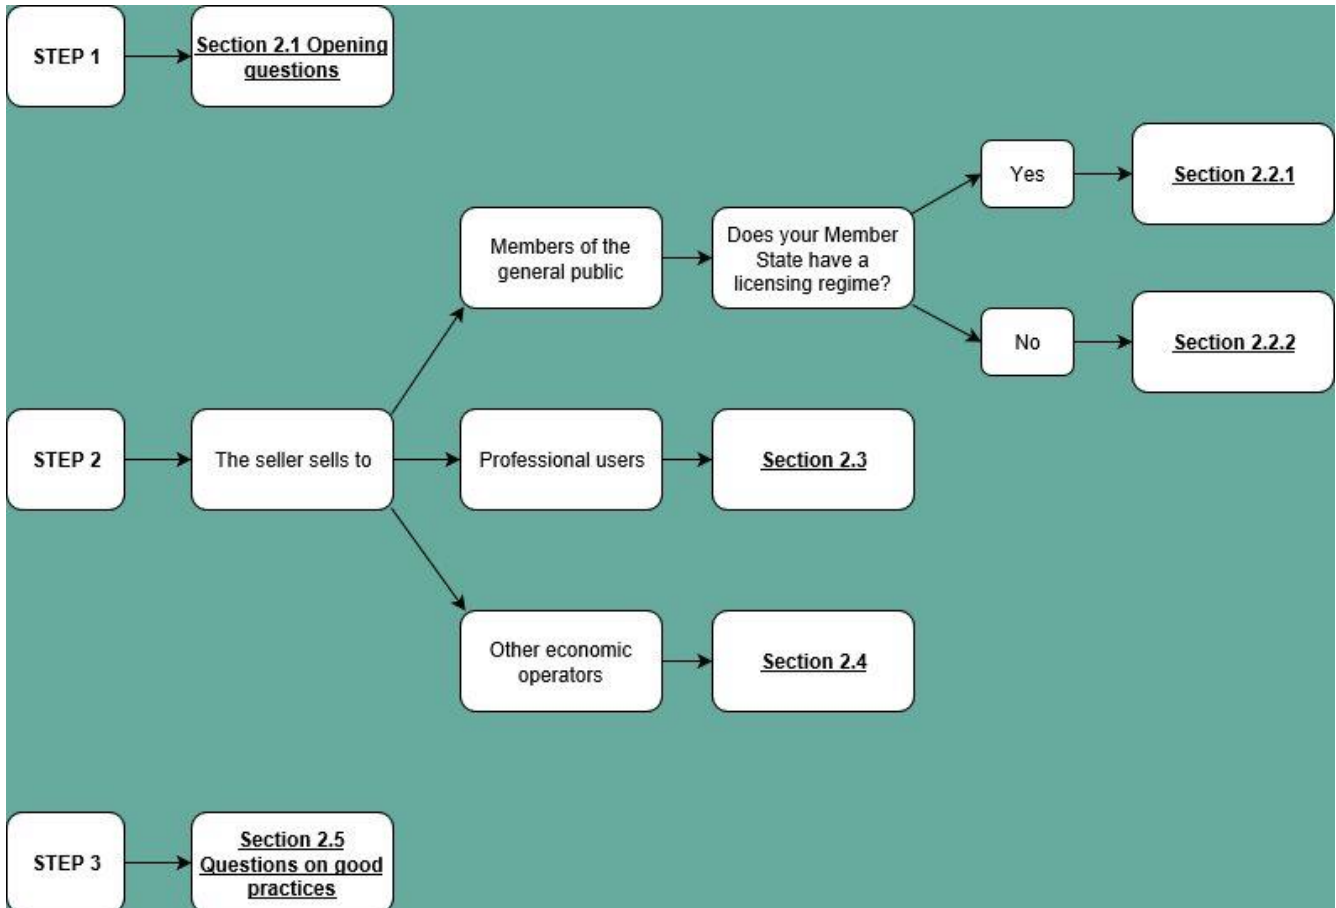 STEP 1
Section 2.1 Opening
questions
Yes
Section 2.2.1
Members of the
general public
Does your Member
State have a
licensing regime?
No
Section 2.2.2
STEP 2
The seller sells to
Professional users
Section 2.3
Other economic
operators
Section 2.4
STEP 3
Section 2.5
Questions on good
practices